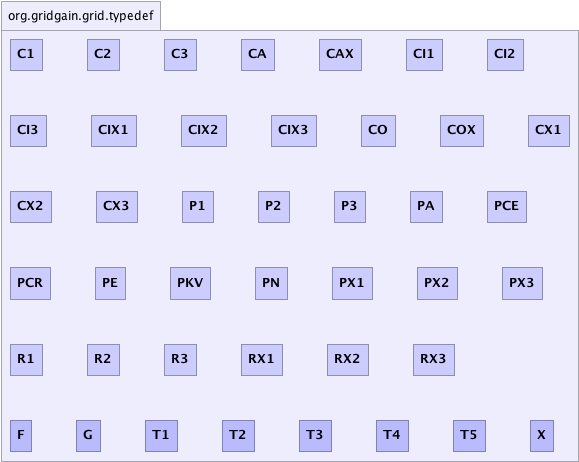 org.gridgain.grid.typedef
C1 C2 C3 CA CAX CI1 CI2
CI3 CIX1 CIX2 CIX3 CO COX CX1
CX2 CX3 P1 P2 P3 PA PCE
PCR PE PKV PN PX1 PX2 PX3
R1 R2 R3 RX1 RX2 RX3
F G T1 T2 T3 T4 T5 X